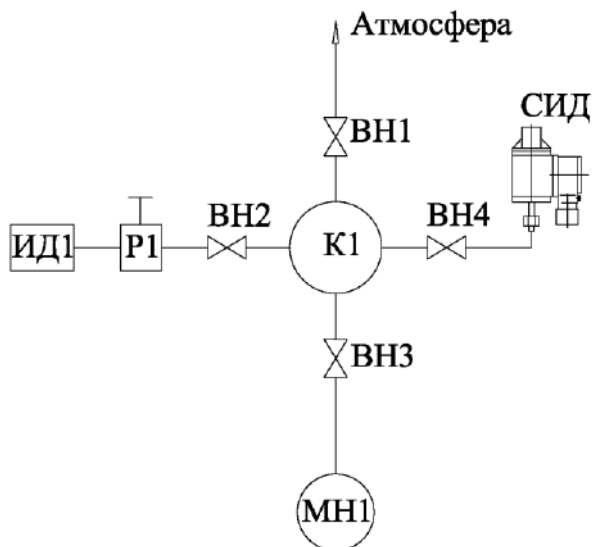 Атмосфера
СИД
ВН1
ВН2
ВН4
ИД1
Р1
К1
ВН3
МН1